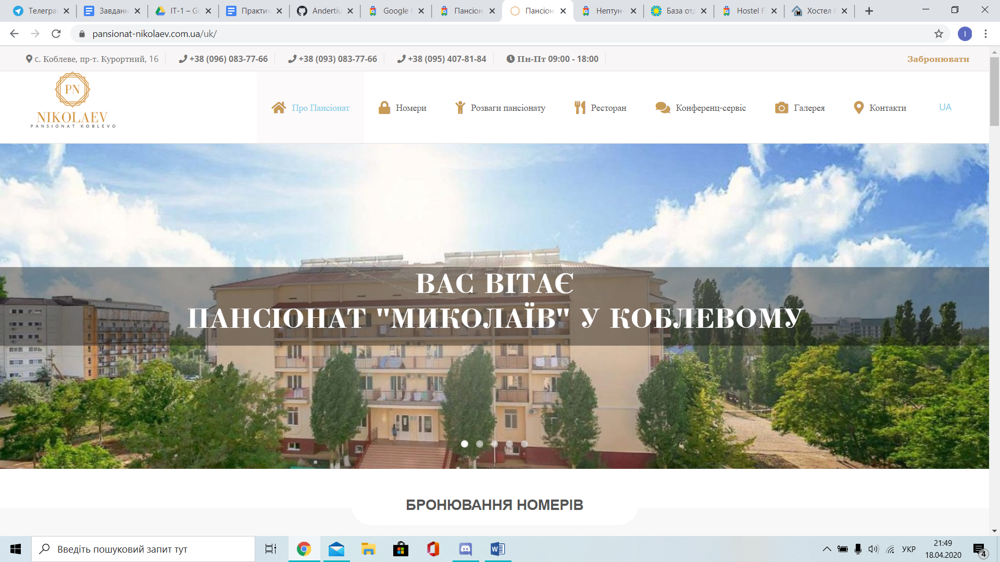 Телегра
Завданн
IT-1 – Go
Практич
Andertiu
Google
Пансіон
Пансіон
Нептун-
База отд
Hostel F
Хостел
pansionat-nikolaev.com.ua/uk/
I
с. Коблеве, пр-т. Курортний, 16
+38 (096) 083-77-66
+38 (093) 083-77-66
+38 (095) 407-81-84
Пн-Пт 09:00 - 18:00
Забронювати
PN
NIKOLAEV
PANSIONAT KOBLEVO
Про Пансіонат
Номери
Розваги пансіонату
Ресторан
Конференц-сервіс
Галерея
Контакти
UA
ВАС ВІТАЄ
ПАНСІОНАТ "МИКОЛАЇВ" У КОБЛЕВОМУ
БРОНЮВАННЯ НОМЕРІВ
Введіть пошуковий запит тут
УКР
21:49
18.04.2020
4